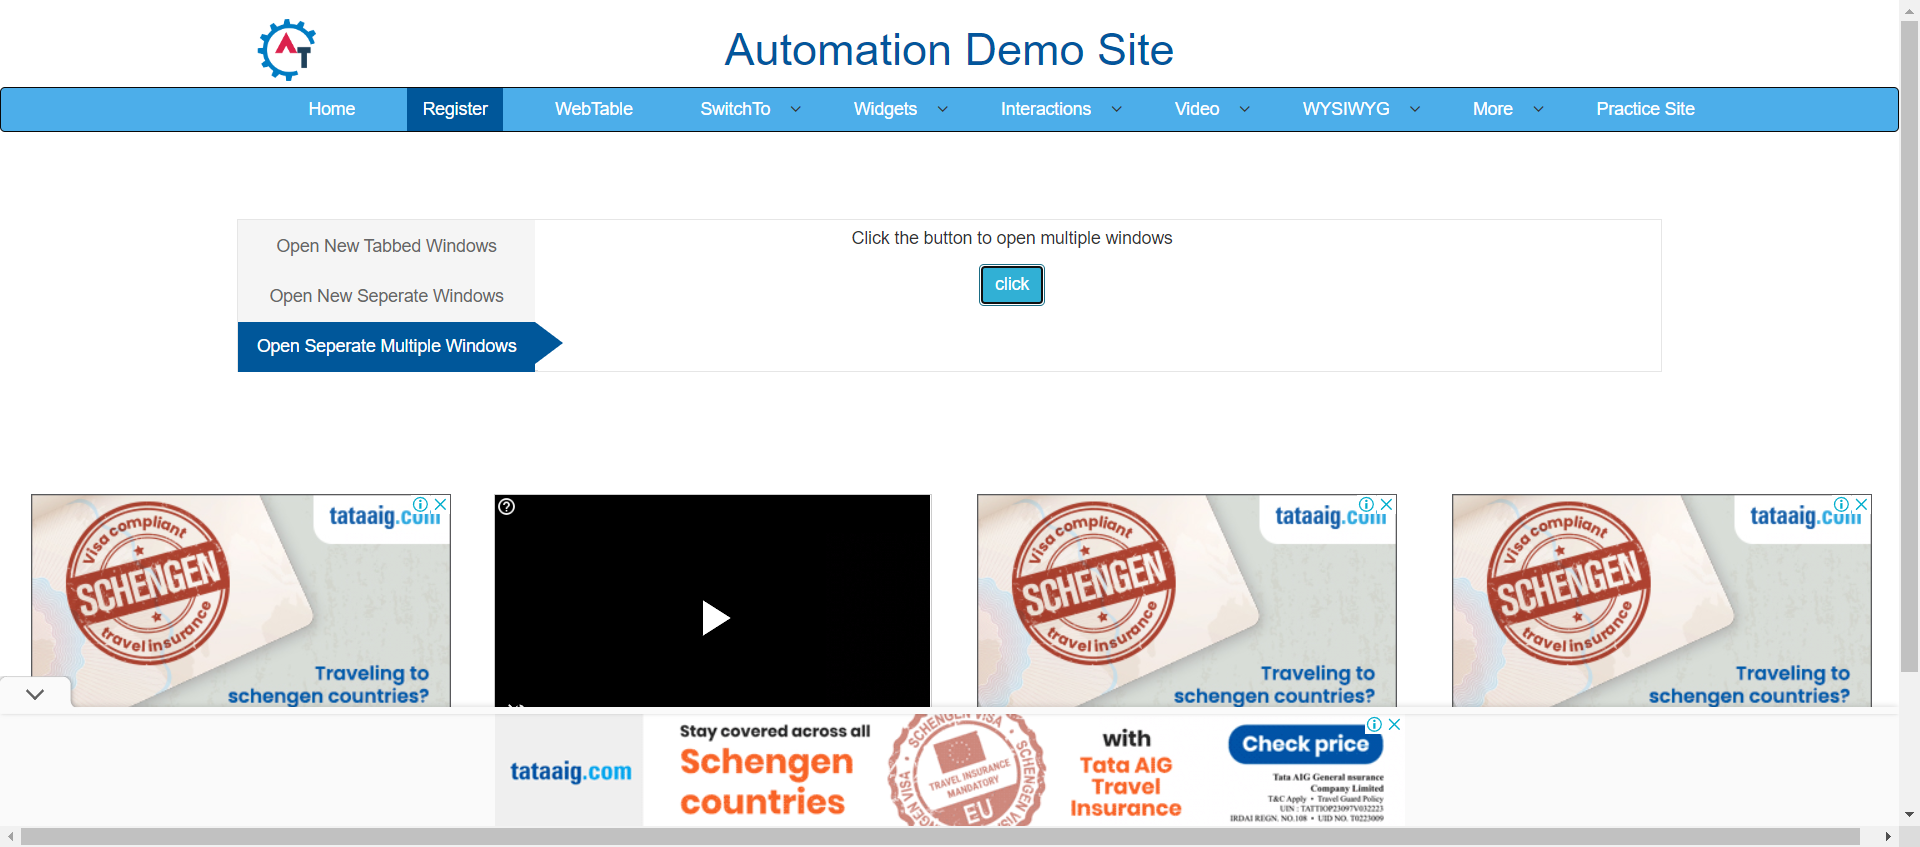 AT
Automation Demo Site
Home Register WebTable SwitchTo Widgets Interactions Video WYSIWYG More Practice Site
Open New Tabbed Windows
Open New Seperate Windows
Open Seperate Multiple Windows
Click the button to open multiple windows
click
tataaig.com
Visa compliant
SCHENGEN
travel insurance
Traveling to
schengen countries?
tataaig.com
Visa compliant
SCHENGEN
travel insurance
Traveling to
schengen countries?
tataaig.com
Visa compliant
SCHENGEN
travel insurance
Traveling to
schengen countries?
tataaig.com
Stay covered across all
Schengen
countries
SCHENGEN VISA
TRAVEL INSURANCE
MANDATORY
EU
with
Tata AIG
Travel
Insurance
Check price
Tata AIG General nsurance
Company Limited
T&C Apply • Travel Guard Policy
UIN : TATTIOP23097V032223
IRDAI REGN. NO.108 • UID NO. T0223009